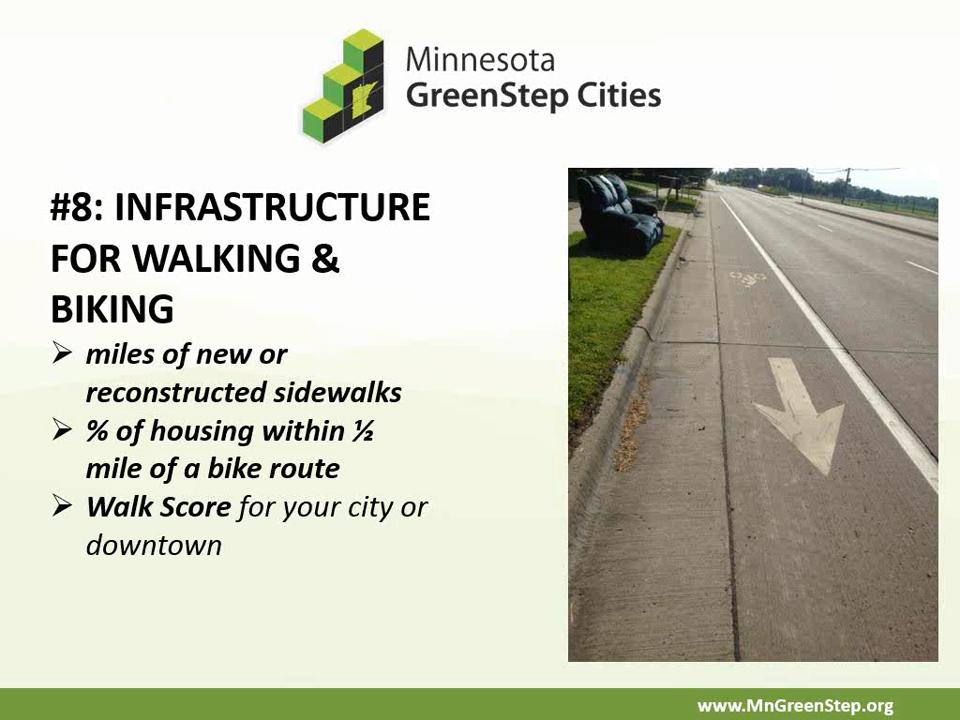 Minnesota
GreenStep Cities
#8: INFRASTRUCTURE
FOR WALKING &
BIKING
➢ miles of new or
reconstructed sidewalks
➢ % of housing within ½
mile of a bike route
➢ Walk Score for your city or
downtown
www.MnGreenStep.org